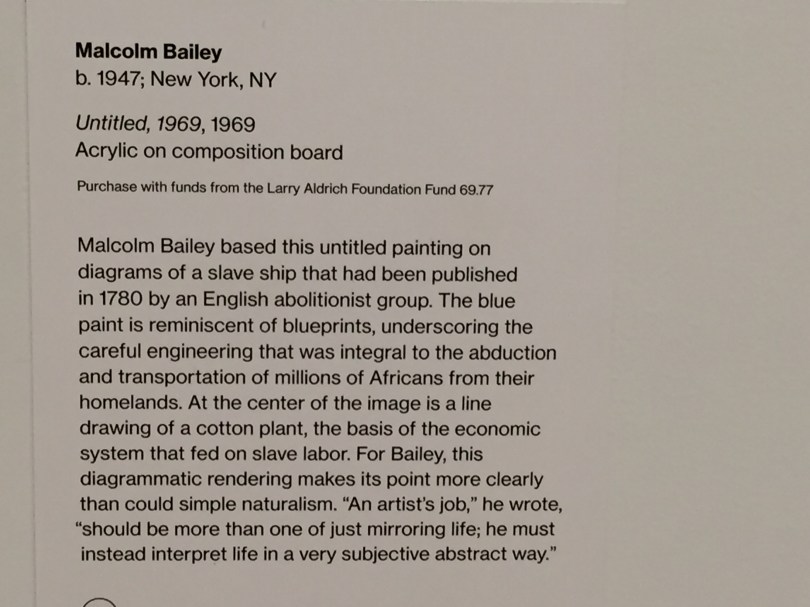 Malcolm Bailey
b. 1947; New York, NY
Untitled, 1969, 1969
Acrylic on composition board
Purchase with funds from the Larry Aldrich Foundation Fund 69.77
Malcolm Bailey based this untitled painting on
diagrams of a slave ship that had been published
in 1780 by an English abolitionist group. The blue
paint is reminiscent of blueprints, underscoring the
careful engineering that was integral to the abduction
and transportation of millions of Africans from their
homelands. At the center of the image is a line
drawing of a cotton plant, the basis of the economic
system that fed on slave labor. For Bailey, this
diagrammatic rendering makes its point more clearly
than could simple naturalism. “An artist’s job,” he wrote,
“should be more than one of just mirroring life; he must
instead interpret life in a very subjective abstract way.”